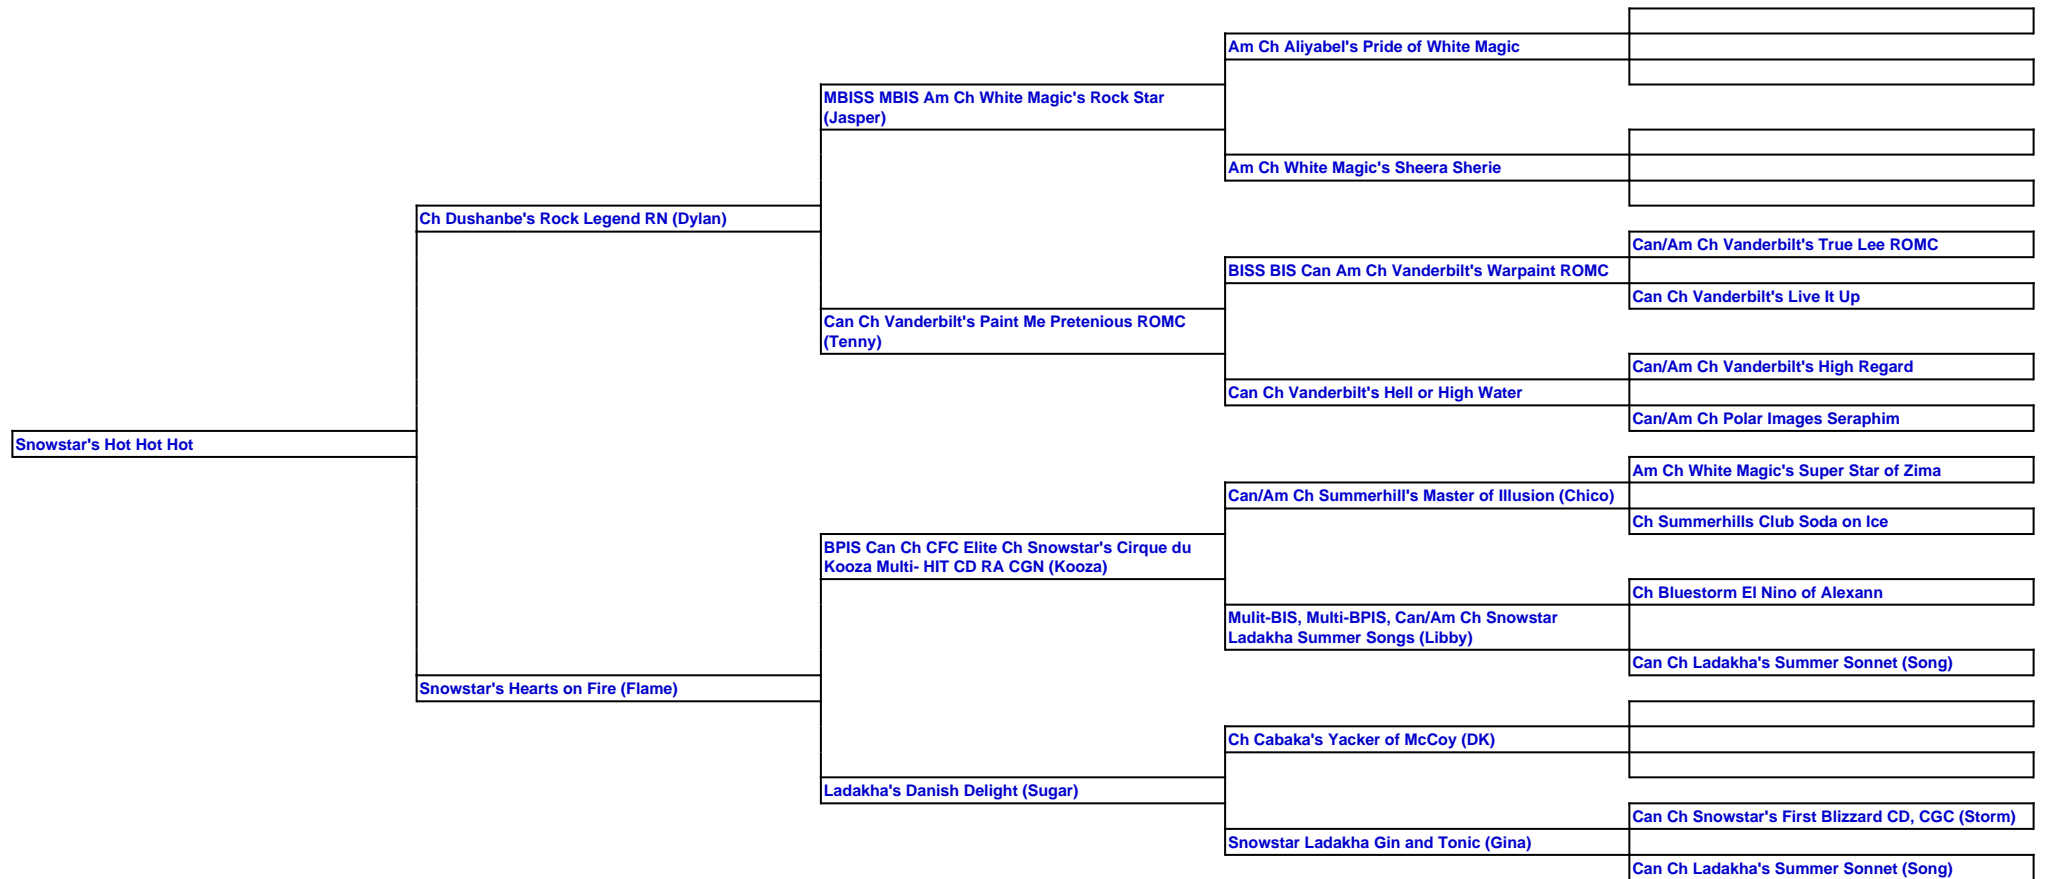 Am Ch Aliyabel's Pride of White Magic
MBISS MBIS Am Ch White Magic's Rock Star
(Jasper)
Am Ch White Magic's Sheera Sherie
Ch Dushanbe's Rock Legend RN (Dylan)
Can/Am Ch Vanderbilt's True Lee ROMC
BISS BIS Can Am Ch Vanderbilt's Warpaint ROMC
Can Ch Vanderbilt's Live It Up
Can Ch Vanderbilt's Paint Me Pretenious ROMC
(Tenny)
Can/Am Ch Vanderbilt's High Regard
Can Ch Vanderbilt's Hell or High Water
Can/Am Ch Polar Images Seraphim
Snowstar's Hot Hot Hot
Am Ch White Magic's Super Star of Zima
Can/Am Ch Summerhill's Master of Illusion (Chico)
Ch Summerhills Club Soda on Ice
BPIS Can Ch CFC Elite Ch Snowstar's Cirque du
Kooza Multi- HIT CD RA CGN (Kooza)
Ch Bluestorm El Nino of Alexann
Mulit-BIS, Multi-BPIS, Can/Am Ch Snowstar
Ladakha Summer Songs (Libby)
Can Ch Ladakha's Summer Sonnet (Song)
Snowstar's Hearts on Fire (Flame)
Ch Cabaka's Yacker of McCoy (DK)
Ladakha's Danish Delight (Sugar)
Can Ch Snowstar's First Blizzard CD, CGC (Storm)
Snowstar Ladakha Gin and Tonic (Gina)
Can Ch Ladakha's Summer Sonnet (Song)